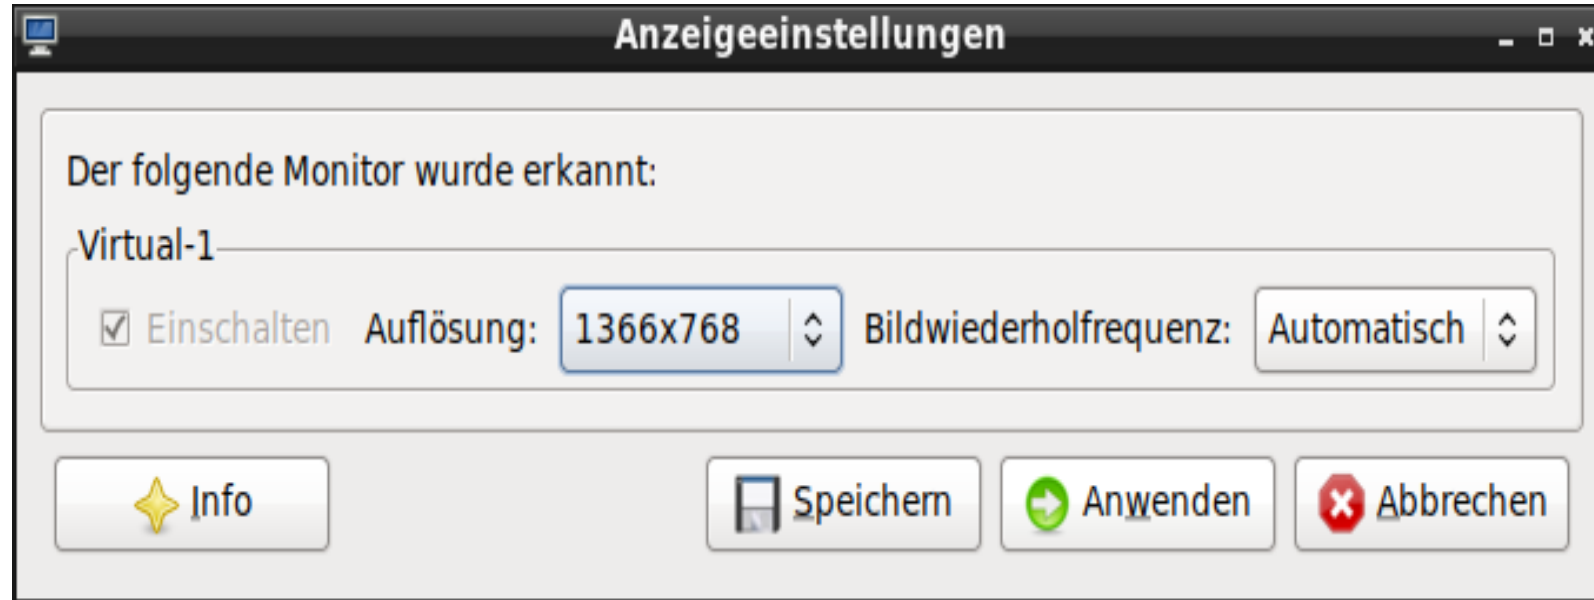 Anzeigeeinstellungen
Der folgende Monitor wurde erkannt:
Virtual-1
Einschalten Auflösung: 1366x768 Bildwiederholfrequenz: Automatisch
Info Speichern Anwenden Abbrechen